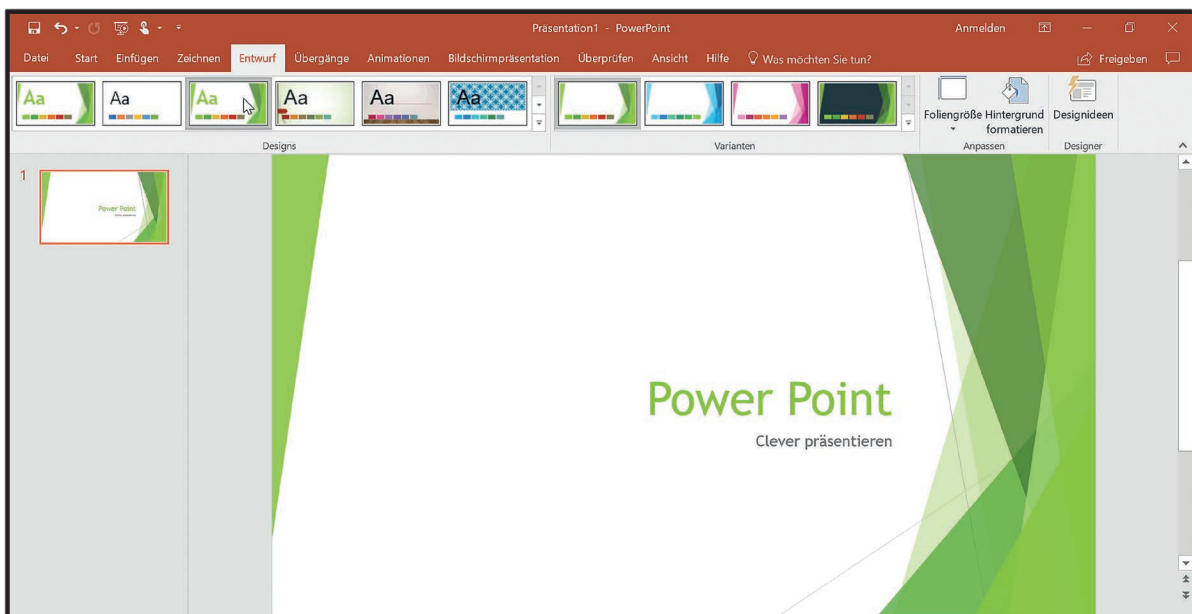 Präsentation1 - PowerPoint Anmelden
Datei Start Einfügen Zeichnen Entwurf Übergänge Animationen Bildschirmpräsentation Überprüfen Ansicht Hilfe Was möchten Sie tun? Freigeben
Aa Aa Aa Aa Aa Aa
Foliengröße Hintergrund formatieren Designideen
Designs Varianten Anpassen Designer
1
Power Point
Clever präsentieren
Power Point
Clever präsentieren